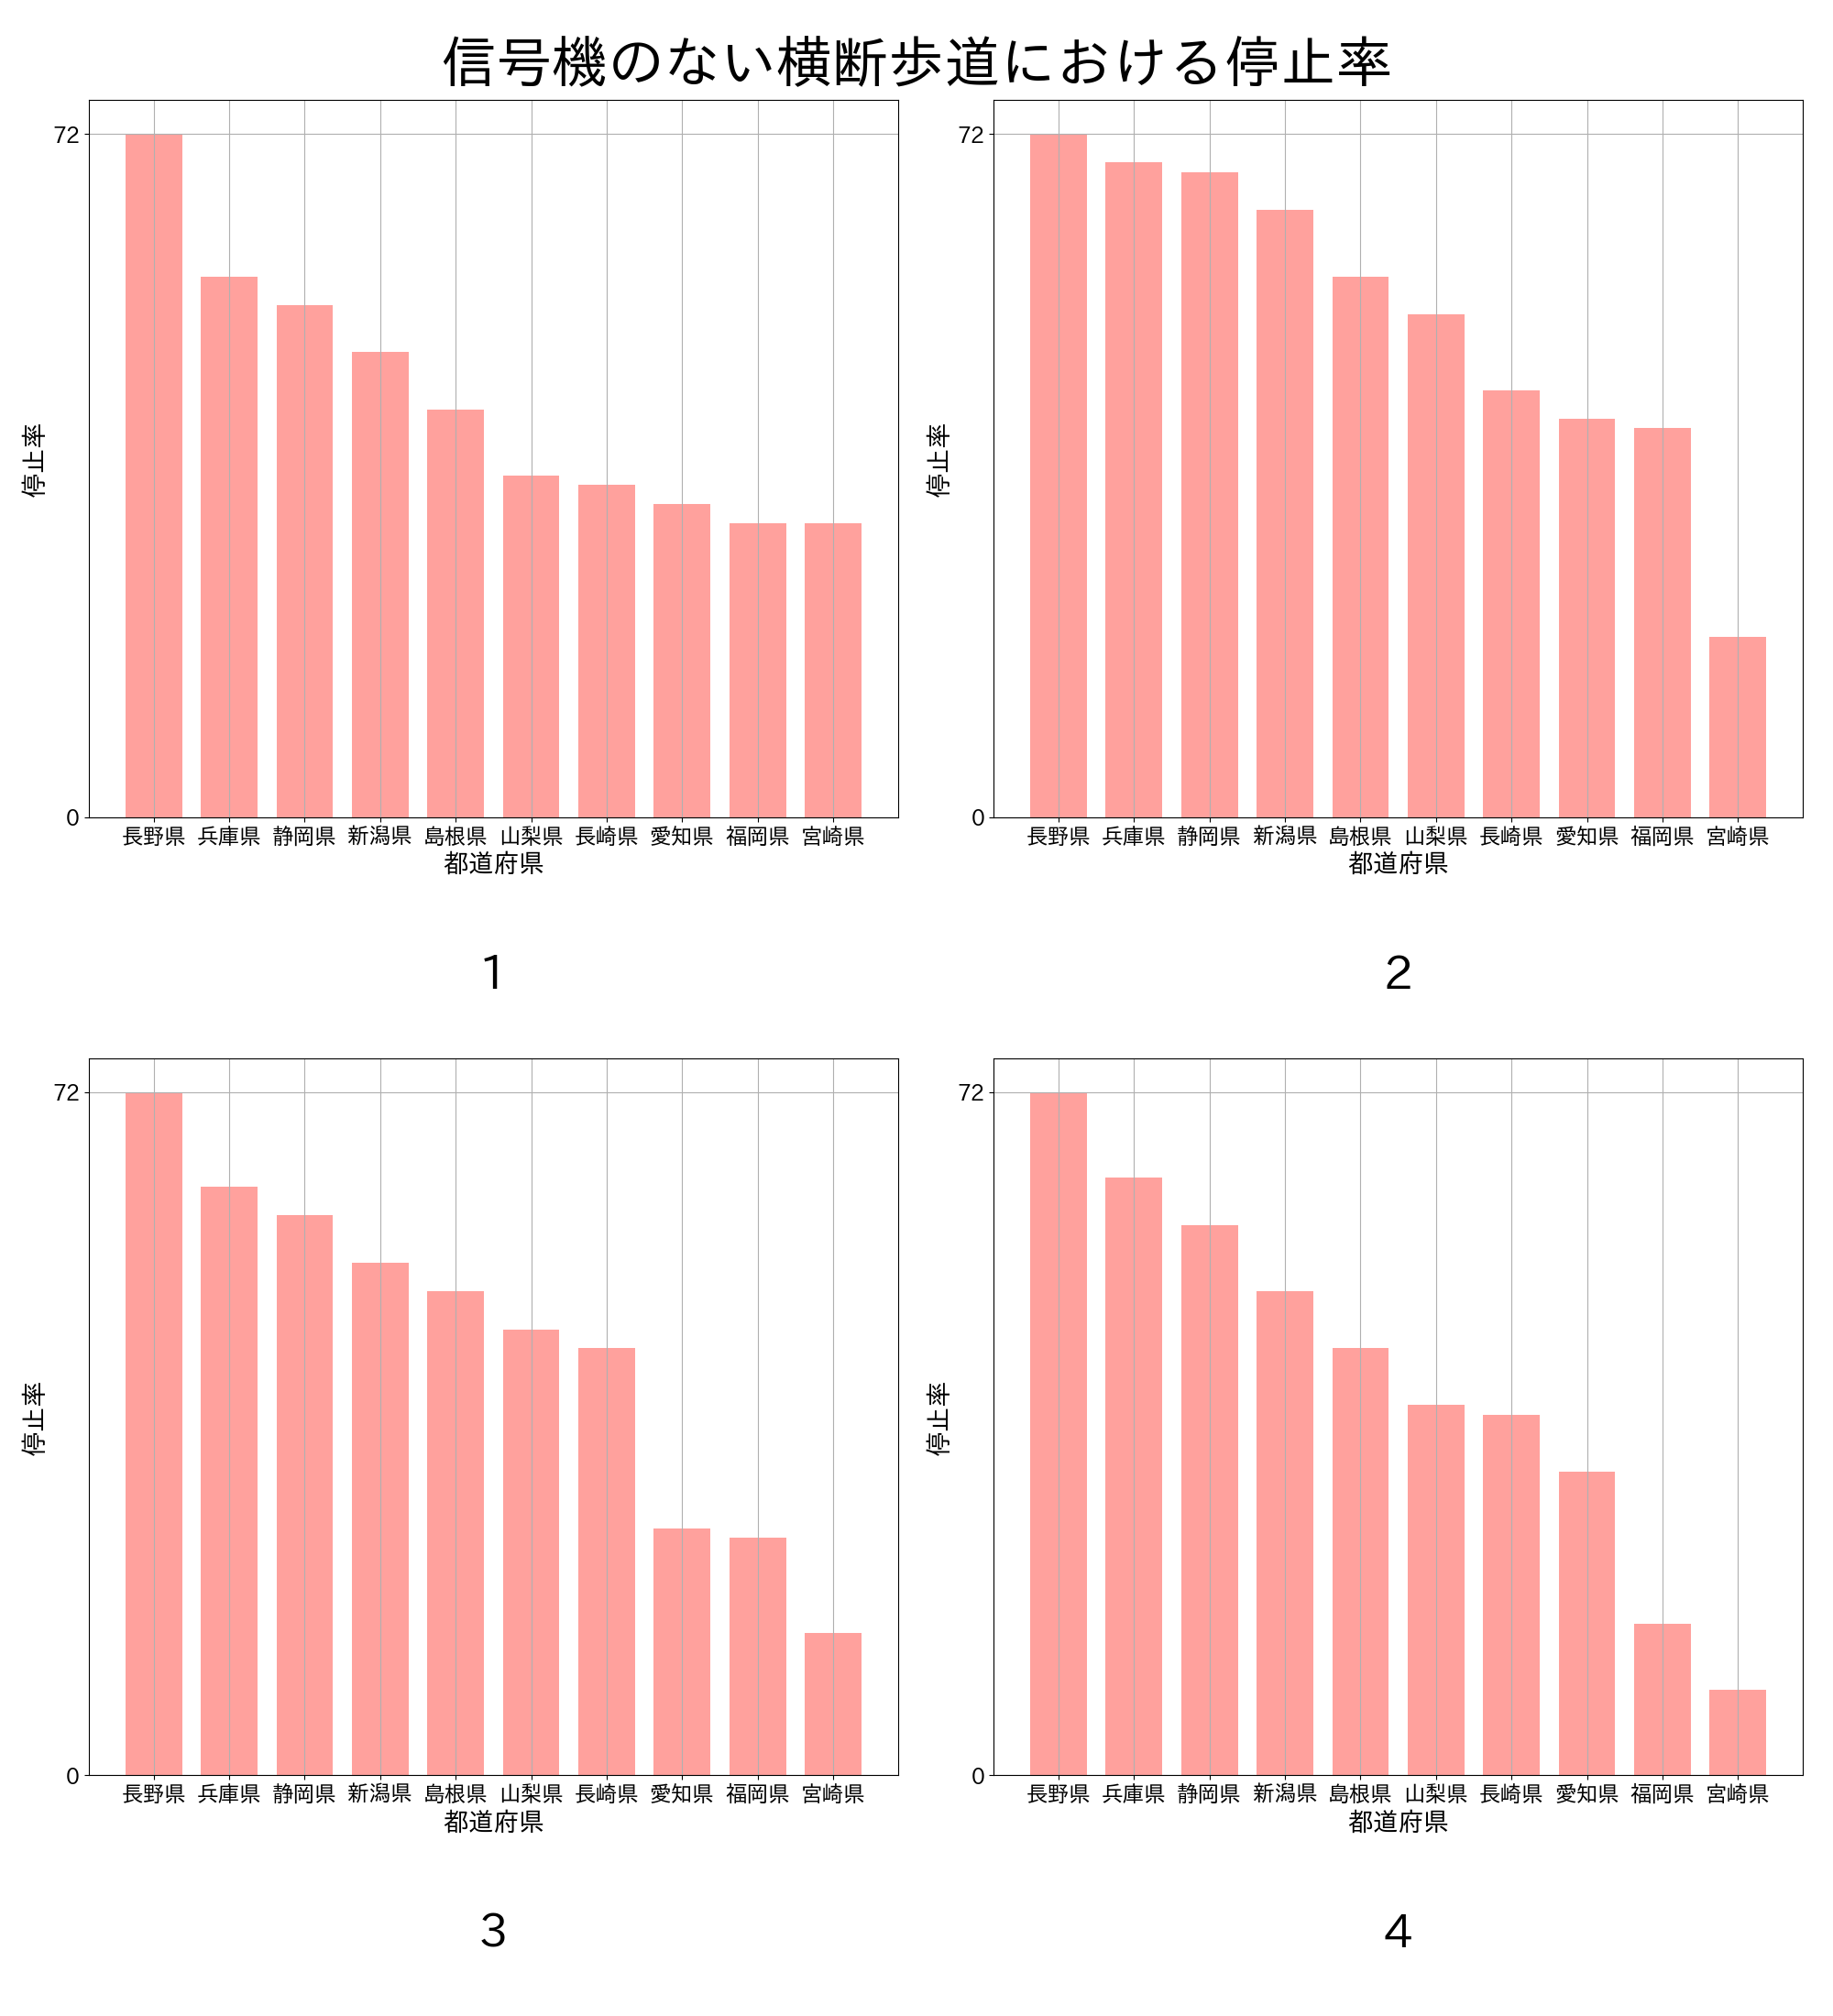 信号機のない横断歩道における停止率
72
0
停止率
長野県 兵庫県 静岡県 新潟県 島根県 山梨県 長崎県 愛知県 福岡県 宮崎県
都道府県
1
72
0
停止率
長野県 兵庫県 静岡県 新潟県 島根県 山梨県 長崎県 愛知県 福岡県 宮崎県
都道府県
2
72
0
停止率
長野県 兵庫県 静岡県 新潟県 島根県 山梨県 長崎県 愛知県 福岡県 宮崎県
都道府県
3
72
0
停止率
長野県 兵庫県 静岡県 新潟県 島根県 山梨県 長崎県 愛知県 福岡県 宮崎県
都道府県
4